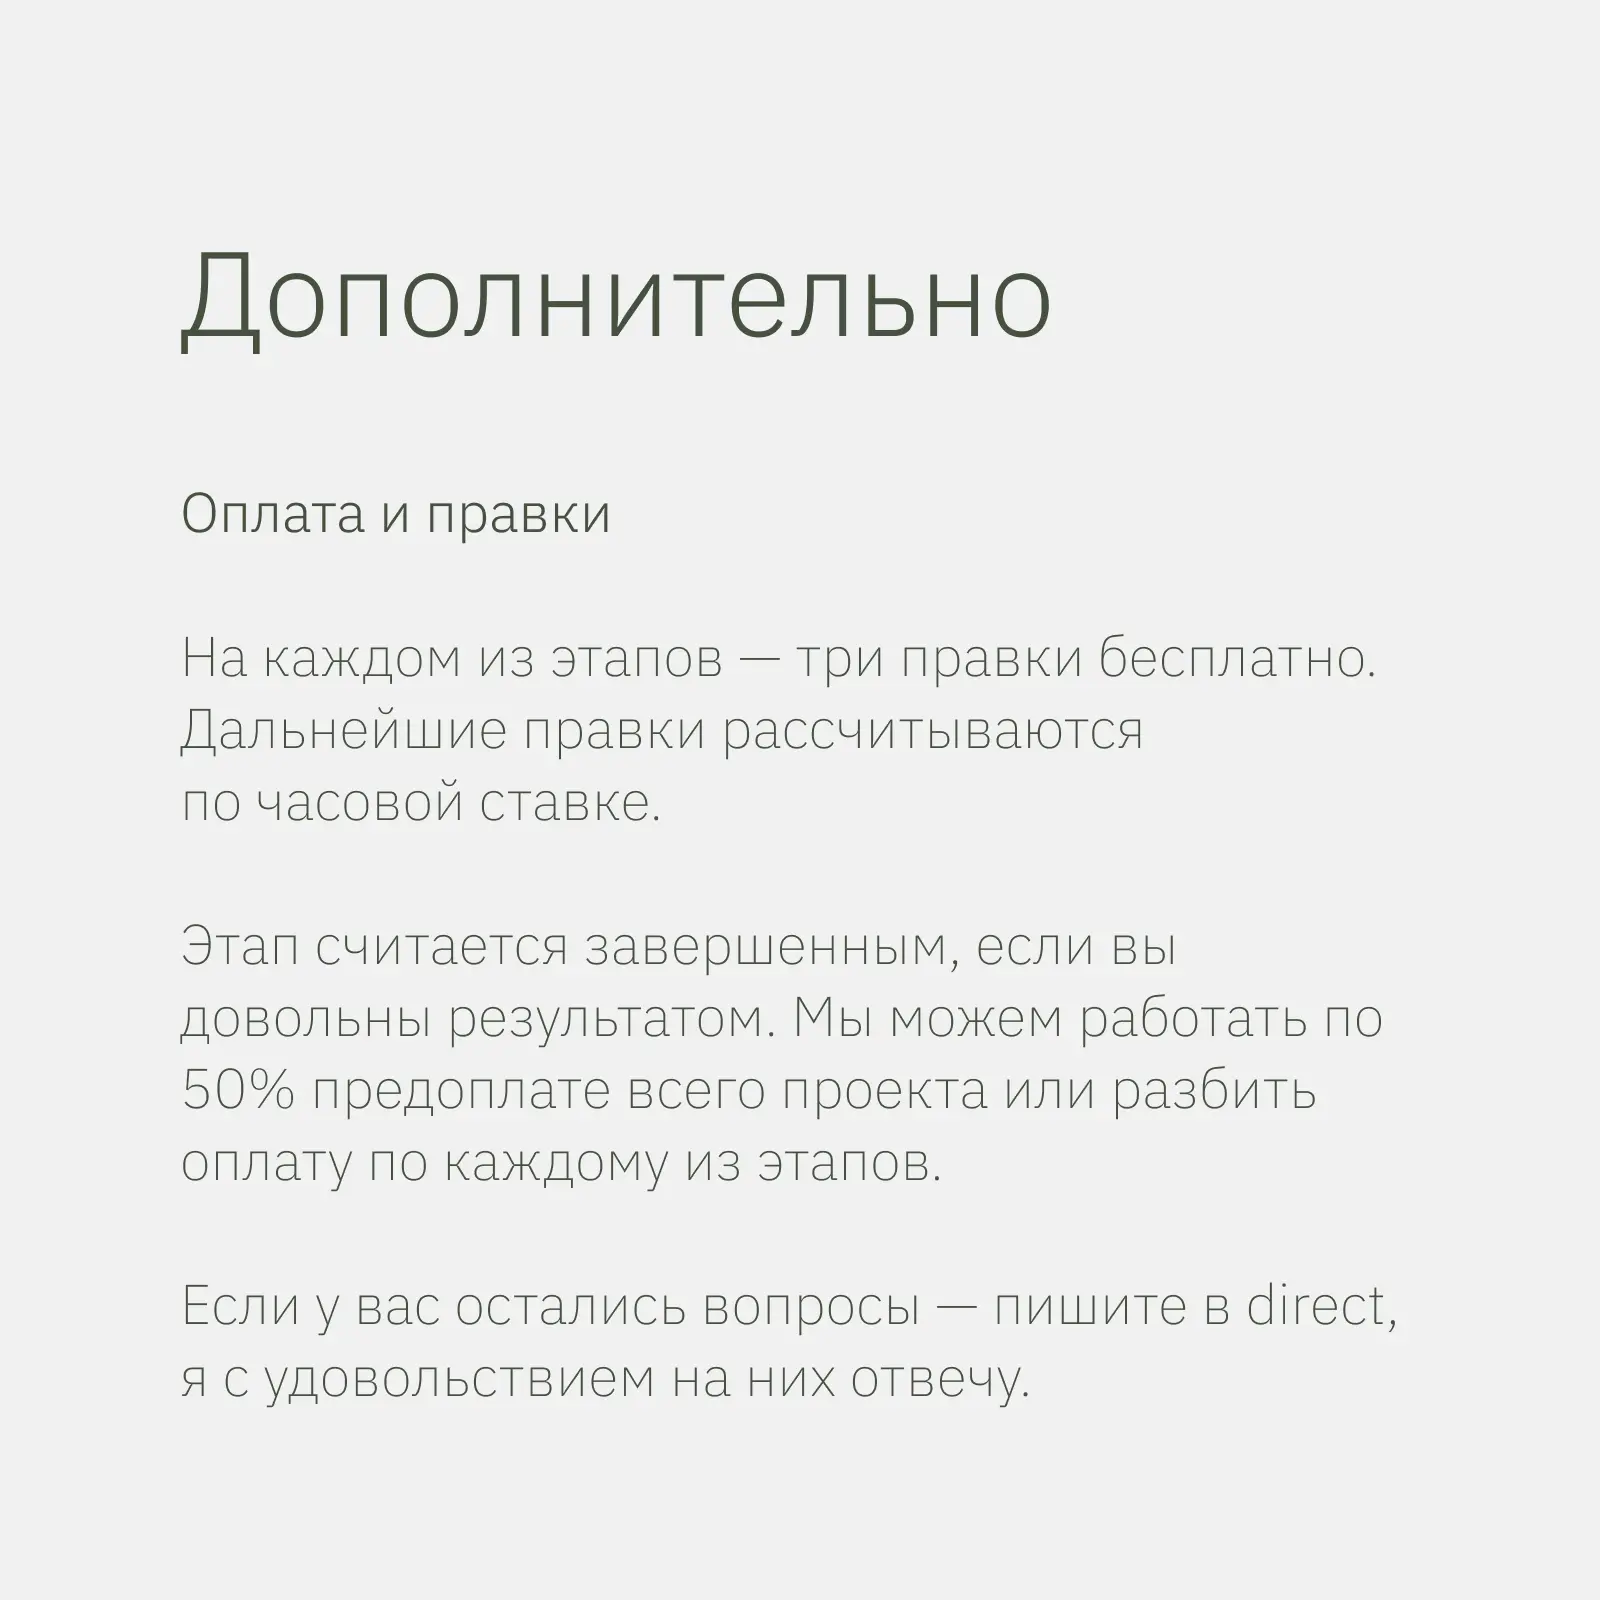 Дополнительно
Оплата и правки
На каждом из этапов — три правки бесплатно.
Дальнейшие правки рассчитываются
по часовой ставке.
Этап считается завершенным, если вы
довольны результатом. Мы можем работать по
50% предоплате всего проекта или разбить
оплату по каждому из этапов.
Если у вас остались вопросы — пишите в direct,
я с удовольствием на них отвечу.